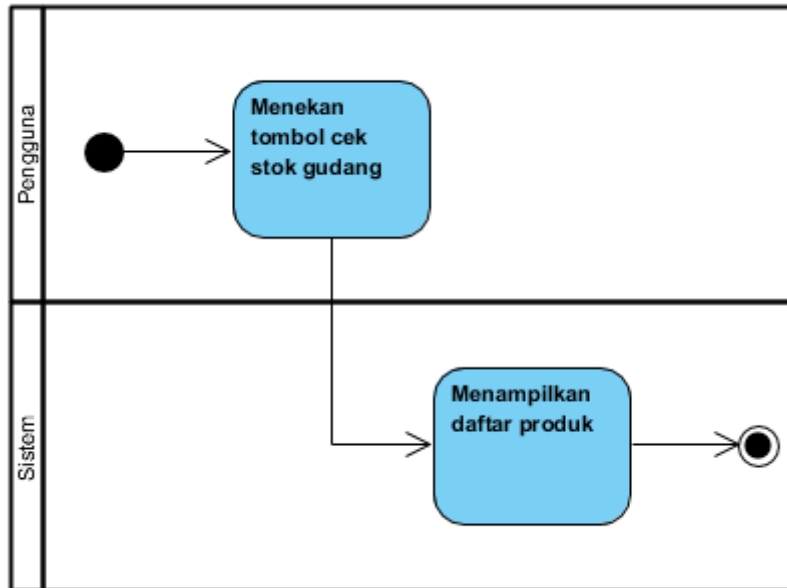 Pengguna
Menekan
tombol cek
stok gudang
Sistem
Menampilkan
daftar produk